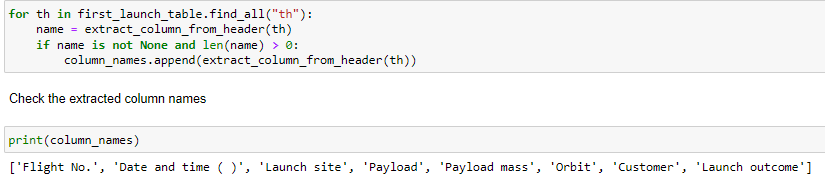 for th in first_launch_table.find_all("th"):
    name = extract_column_from_header(th)
    if name is not None and len(name) > 0:
        column_names.append(extract_column_from_header(th))
Check the extracted column names
print(column_names)
['Flight No.', 'Date and time ( )', 'Launch site', 'Payload', 'Payload mass', 'Orbit', 'Customer', 'Launch outcome']